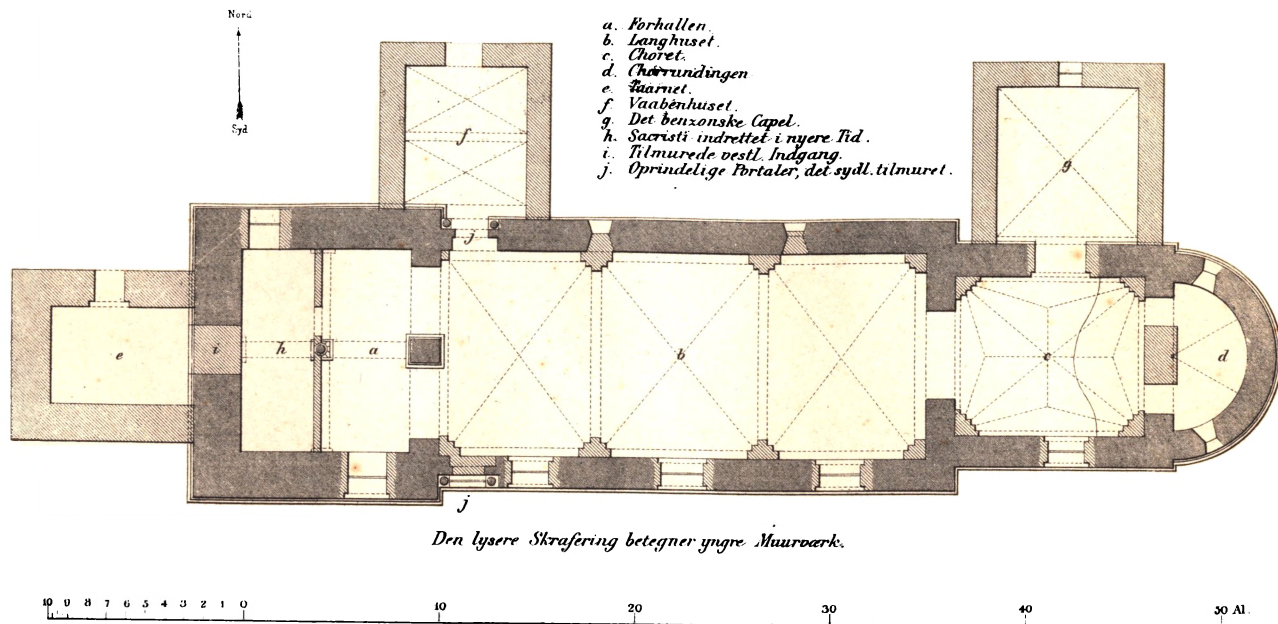 Nord
Syd
a. Forhallen.
b. Langhuset.
c. Choret.
d. Chorrundingen
e. Taarnet.
f. Vaabenhuset.
g. Det benzonske Capel.
h. Sacristi indrettet i nyere Tid.
i. Tilmurede vestl. Indgang.
j. Oprindelige Portaler, det sydl. tilmuret.
f
g
j
e
i
h
a
b
c
d
j
Den lysere Skrafering betegner yngre Muurværk.
10 9 8 7 6 5 4 3 2 1 0 10 20 30 40 50 Al.